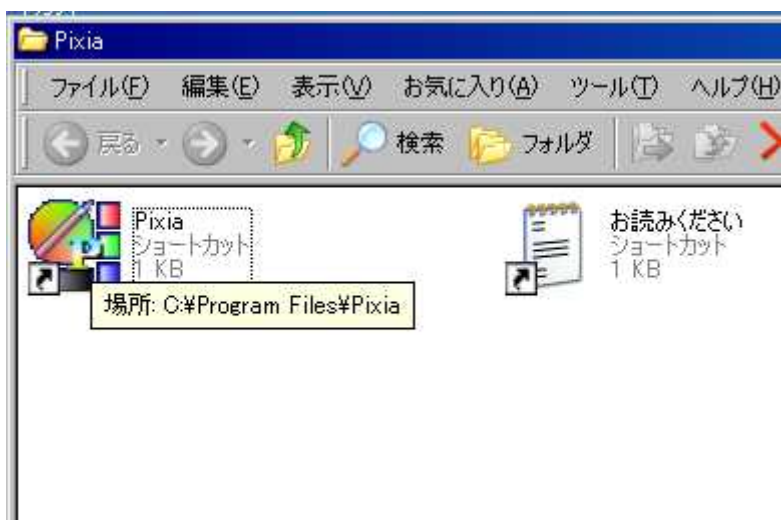 Pixia
ファイル(F) 編集(E) 表示(V) お気に入り(A) ツール(T) ヘルプ(H)
戻る 検索 フォルダ
Pixia
ショートカット
1 KB
お読みください
ショートカット
1 KB
場所: C:¥Program Files¥Pixia